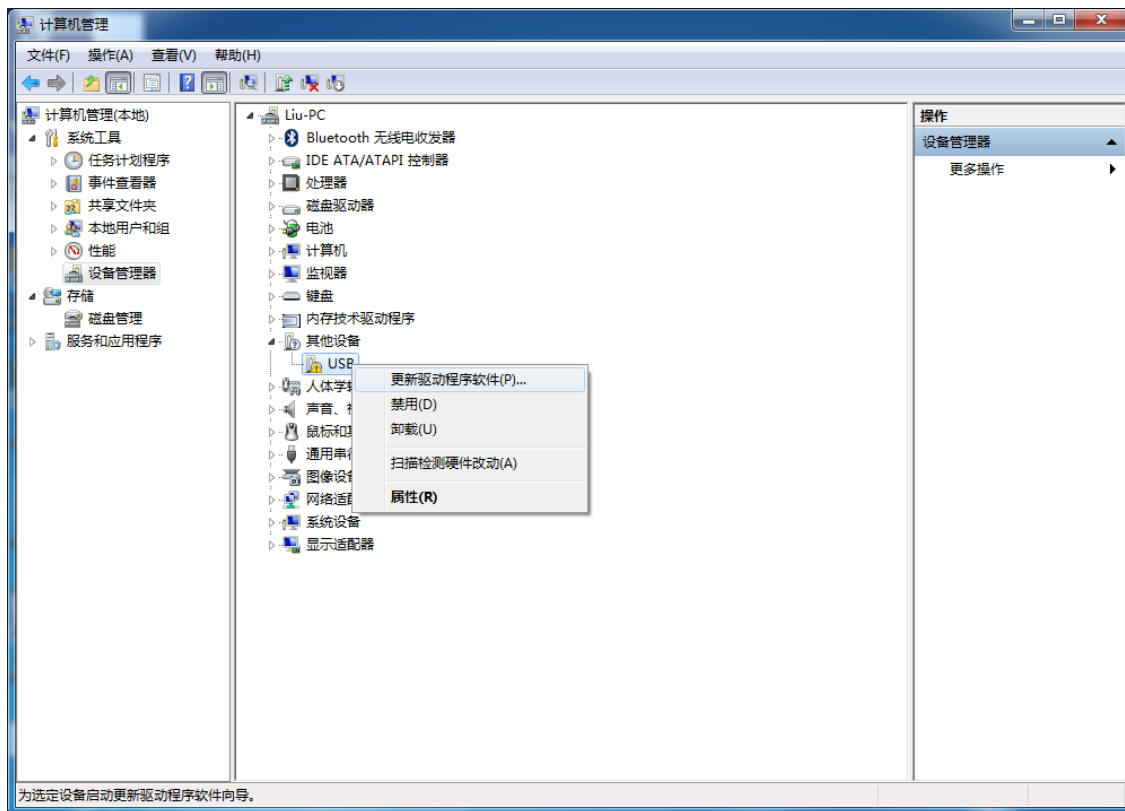 计算机管理
文件(F) 操作(A) 查看(V) 帮助(H)
计算机管理(本地)
系统工具
任务计划程序
事件查看器
共享文件夹
本地用户和组
性能
设备管理器
存储
磁盘管理
服务和应用程序
Liu-PC
Bluetooth 无线电收发器
IDE ATA/ATAPI 控制器
处理器
磁盘驱动器
电池
计算机
监视器
键盘
内存技术驱动程序
其他设备
USB
人体学
声音、
鼠标和
通用串
图像设
网络适
系统设备
显示适配器
更新驱动程序软件(P)...
禁用(D)
卸载(U)
扫描检测硬件改动(A)
属性(R)
操作
设备管理器
更多操作
为选定设备启动更新驱动程序软件向导。